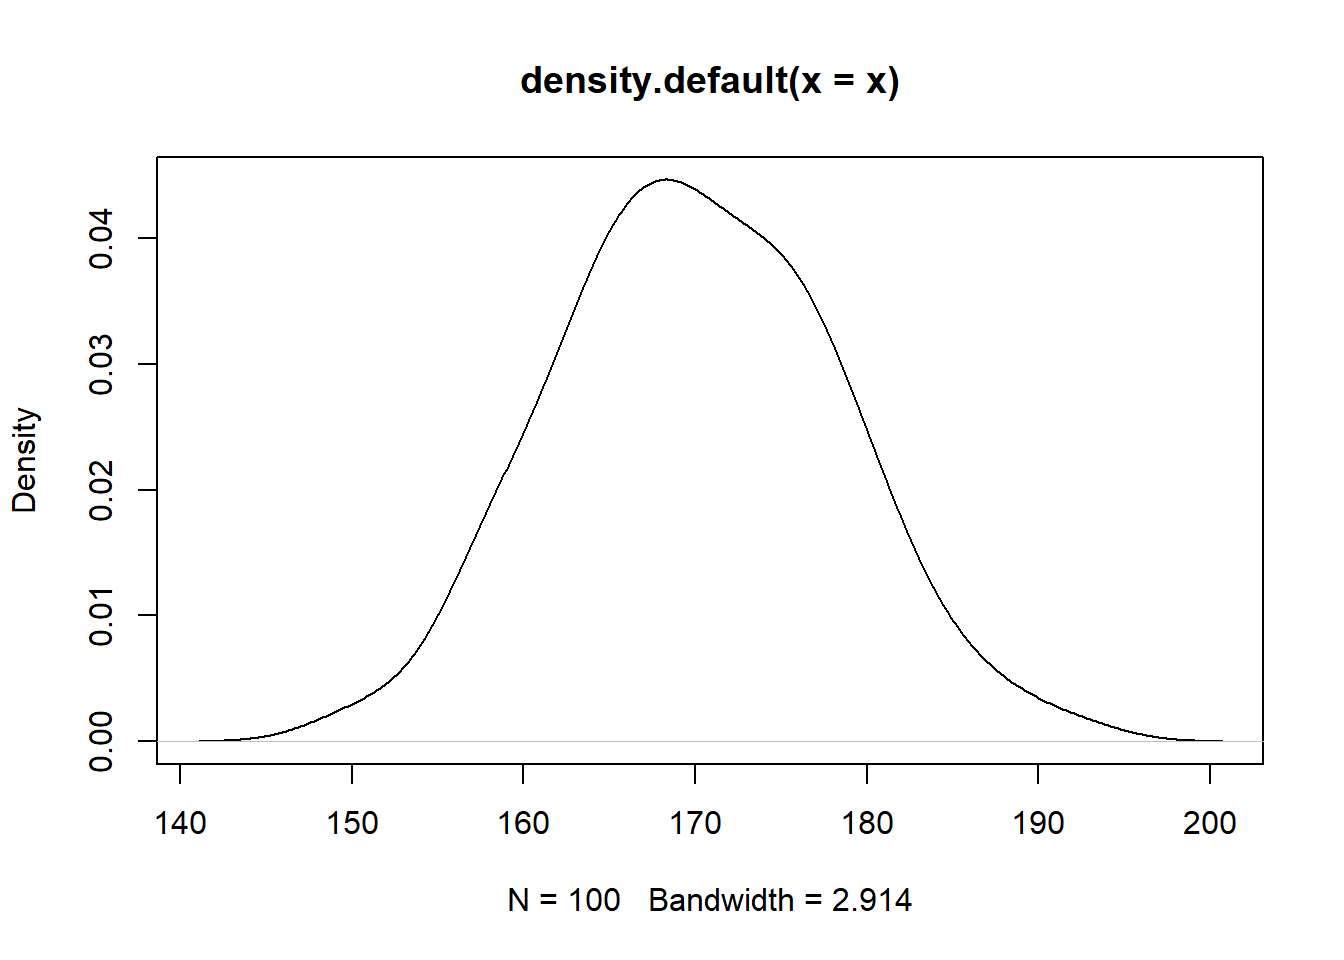 density.default(x = x)
Density
0.04
0.03
0.02
0.01
0.00
140 150 160 170 180 190 200
N = 100 Bandwidth = 2.914